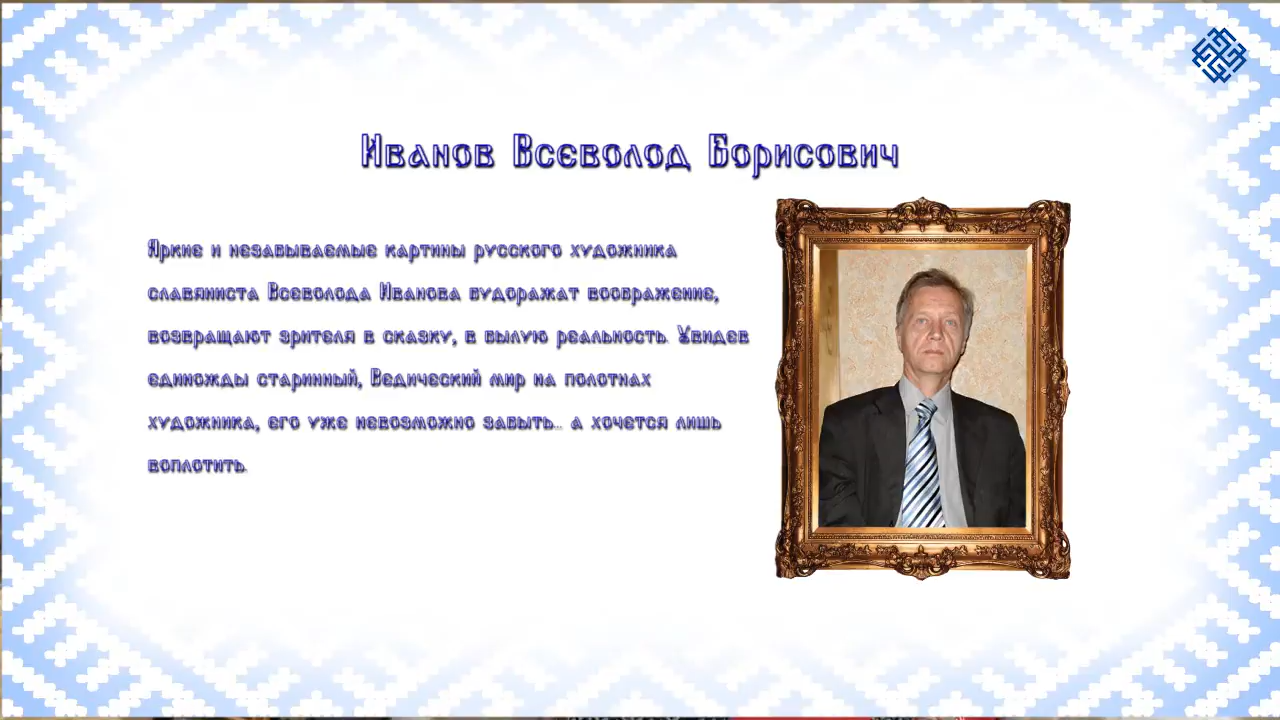 Иванов Всеволод Борисович
Яркие и незабываемые картины русского художника
славяниста Всеволода Иванова будоражат воображение,
возвращают зрителя в сказку, в былую реальность. Увидев
единожды старинный, Ведический мир на полотнах
художника, его уже невозможно забыть... а хочется лишь
воплотить.